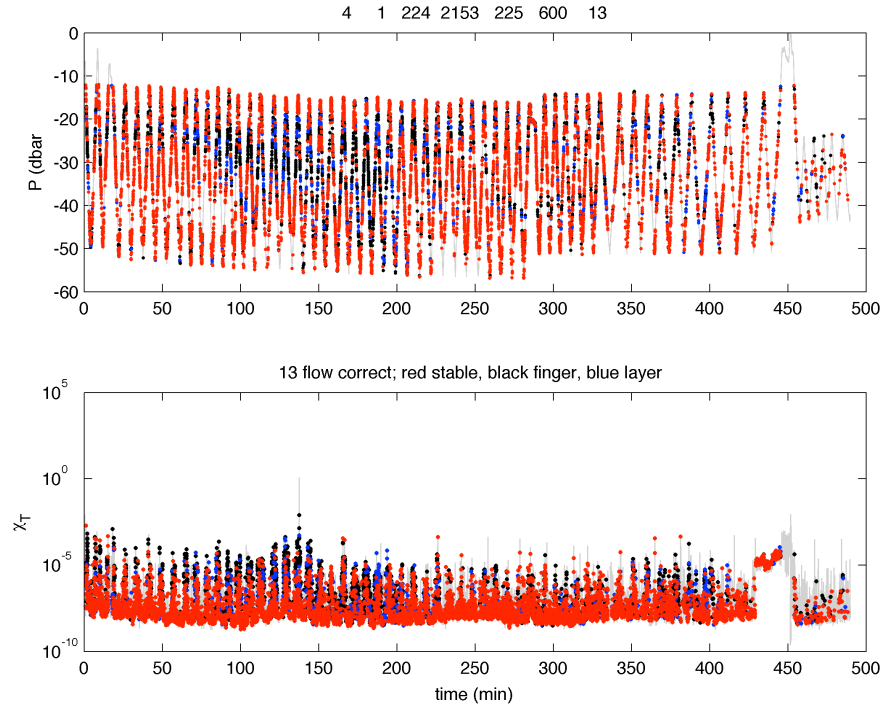 4 1 224 2153 225 600 13
0
-10
-20
-30
-40
-50
-60
P (dbar
0 50 100 150 200 250 300 350 400 450 500
13 flow correct; red stable, black finger, blue layer
10^5
10^0
10^-5
10^-10
χ_T
0 50 100 150 200 250 300 350 400 450 500
time (min)